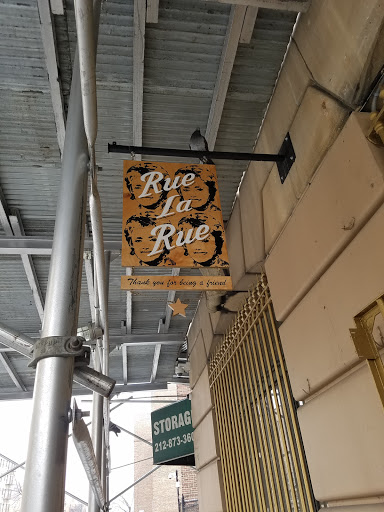 Rue
La
Rue
Thank you for being a friend
STORAG
212-873-36